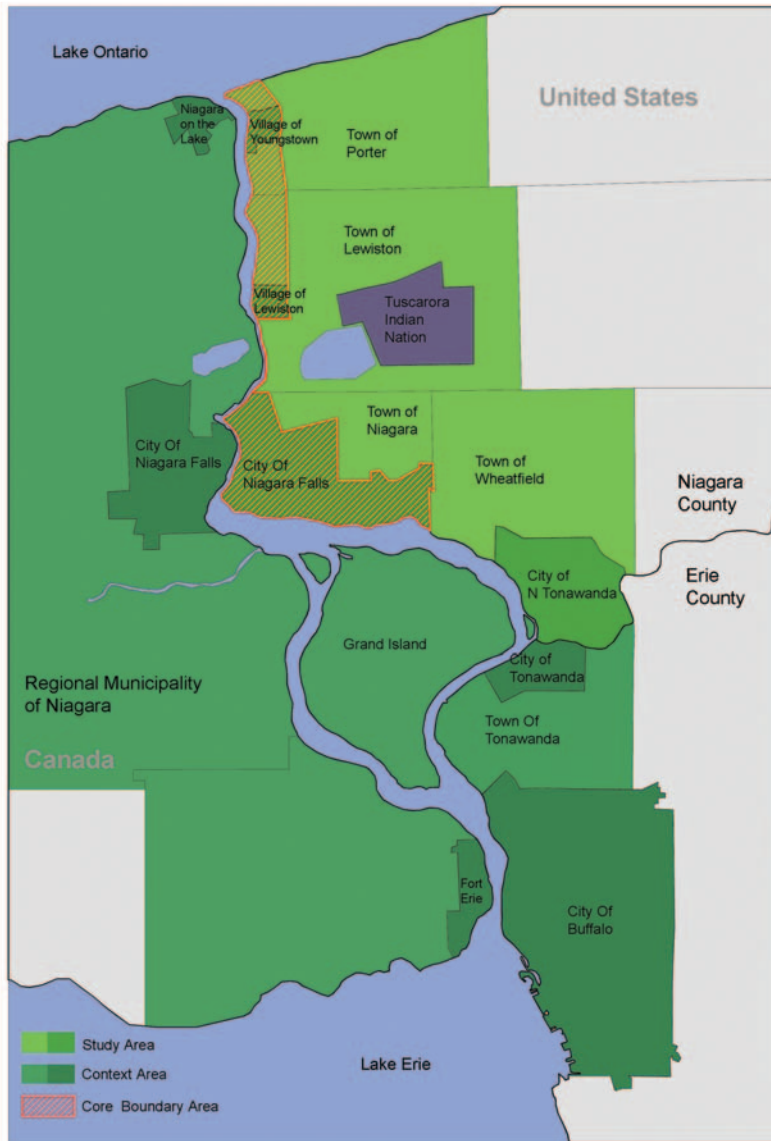 Lake Ontario
United States
Niagara
on the
Lake
Village of
Youngstown
Town of
Porter
Town of
Lewiston
Village of
Lewiston
Tuscarora
Indian
Nation
Town of
Niagara
City Of
Niagara Falls
City Of
Niagara Falls
Town of
Wheatfield
Niagara
County
City of
N Tonawanda
Erie
County
Grand Island
City of
Tonawanda
Regional Municipality
of Niagara
Town Of
Tonawanda
Canada
Fort
Erie
City Of
Buffalo
Study Area
Context Area
Core Boundary Area
Lake Erie